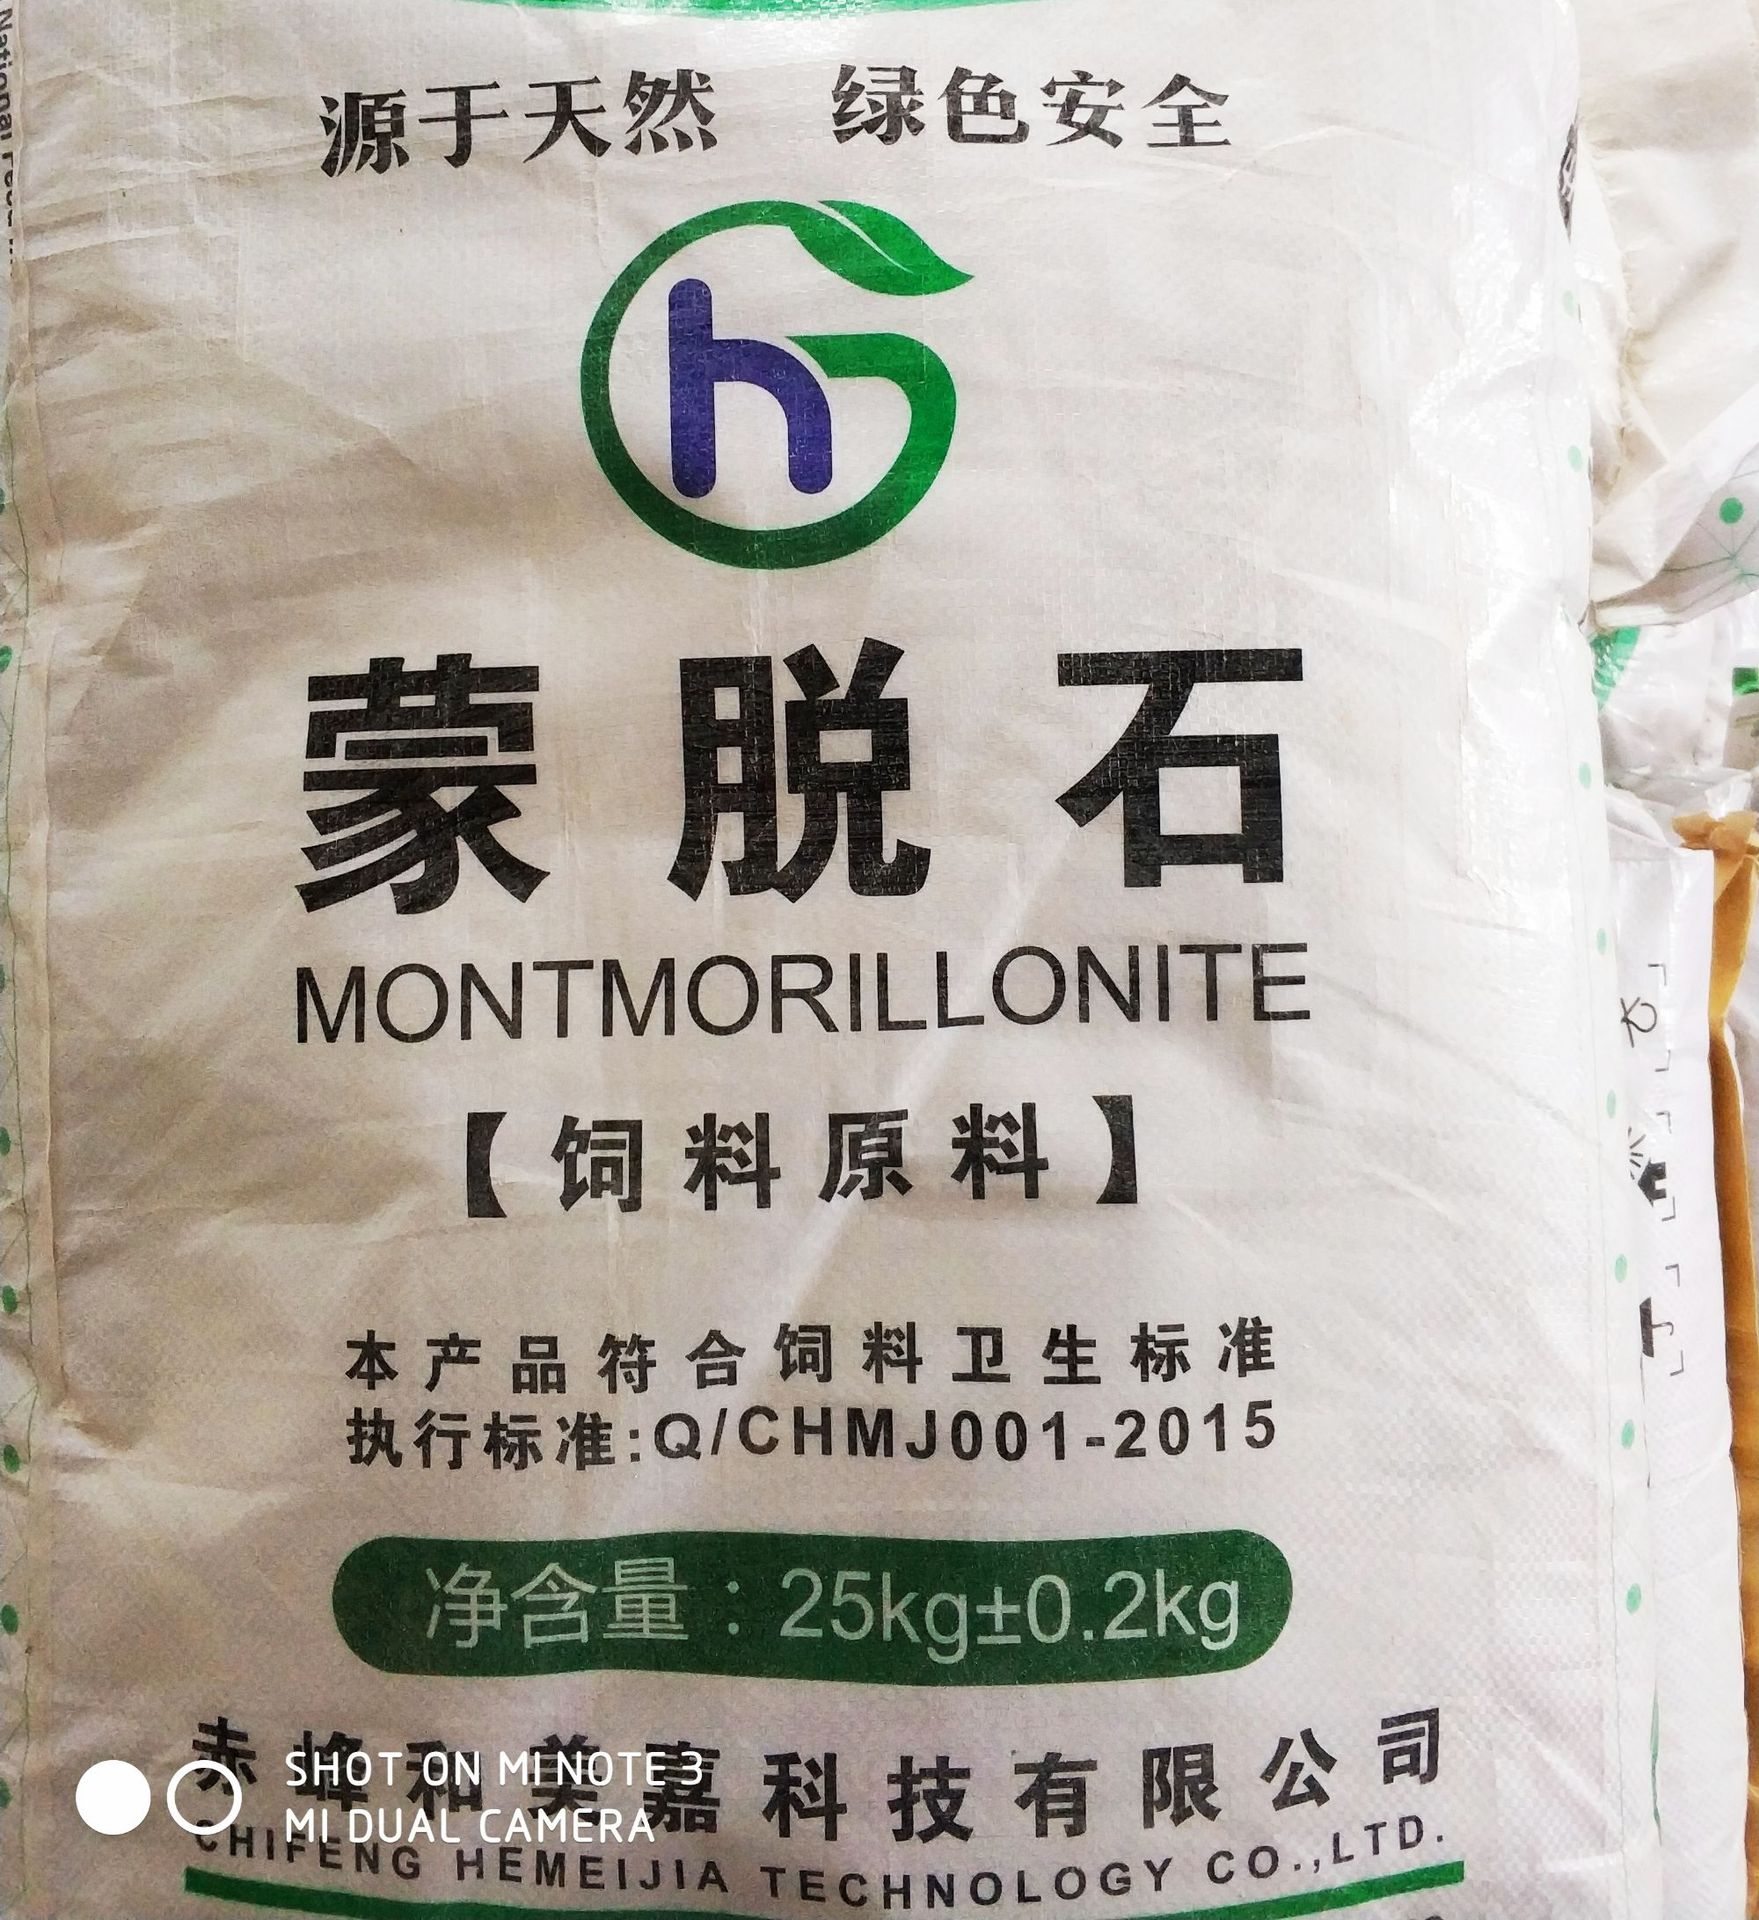 源于天然 绿色安全
h
蒙脱石
MONTMORILLONITE
【饲料原料】
本产品符合饲料卫生标准
执行标准:Q/CHMJ001-2015
净含量：25kg±0.2kg
赤峰和美嘉科技有限公司
CHIFENG HEMEIJIA TECHNOLOGY CO.,LTD.
SHOT ON MI NOTE 3
MI DUAL CAMERA
National